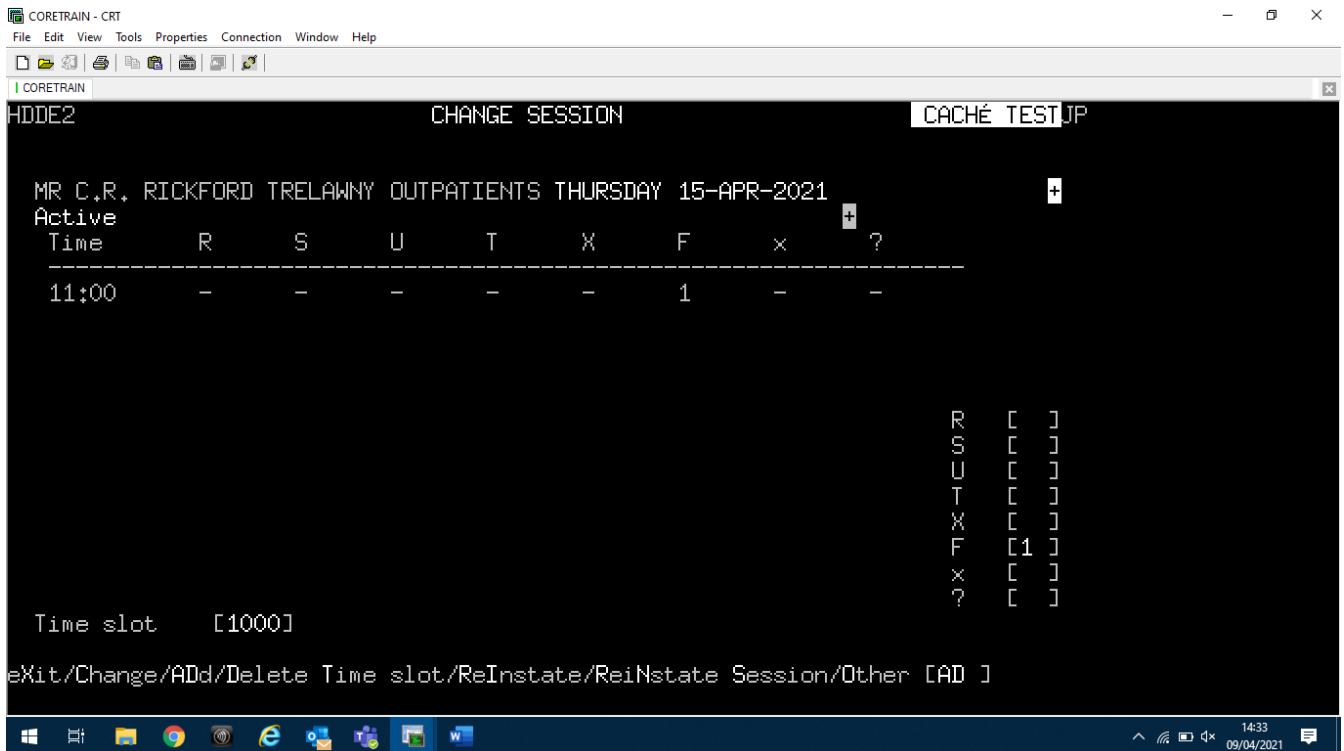 CORETRAIN - CRT
File Edit View Tools Properties Connection Window Help
CORETRAIN
HDDE2 CHANGE SESSION CACHÉ TESTJP
MR C.R. RICKFORD TRELAWNY OUTPATIENTS THURSDAY 15-APR-2021 +
Active +
Time R S U T X F x ?
--------------------------------------------------------------------
11:00 - - - - - 1 - -
R [ ]
S [ ]
U [ ]
T [ ]
X [ ]
F [1 ]
x [ ]
? [ ]
Time slot [1000]
eXit/Change/ADd/Delete Time slot/ReInstate/ReiNstate Session/Other [AD ]
14:33
09/04/2021